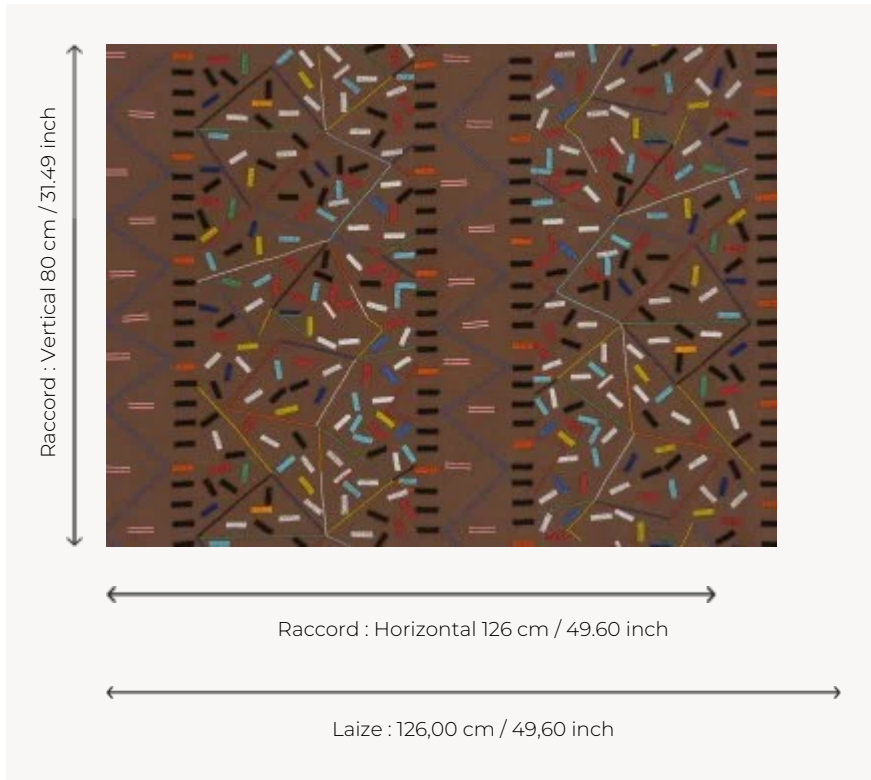 Raccord : Vertical 80 cm / 31.49 inch
Raccord : Horizontal 126 cm / 49.60 inch
Laize : 126,00 cm / 49,60 inch